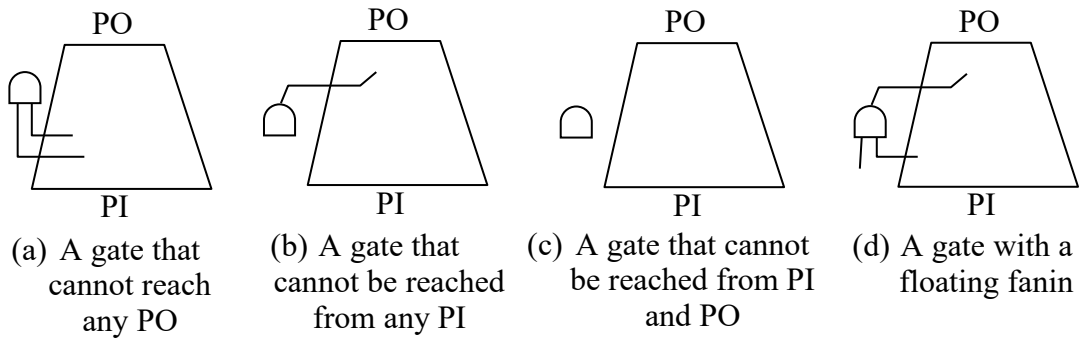 PO
PI
(a) A gate that
cannot reach
any PO
PO
PI
(b) A gate that
cannot be reached
from any PI
PO
PI
(c) A gate that cannot
be reached from PI
and PO
PO
PI
(d) A gate with a
floating fanin